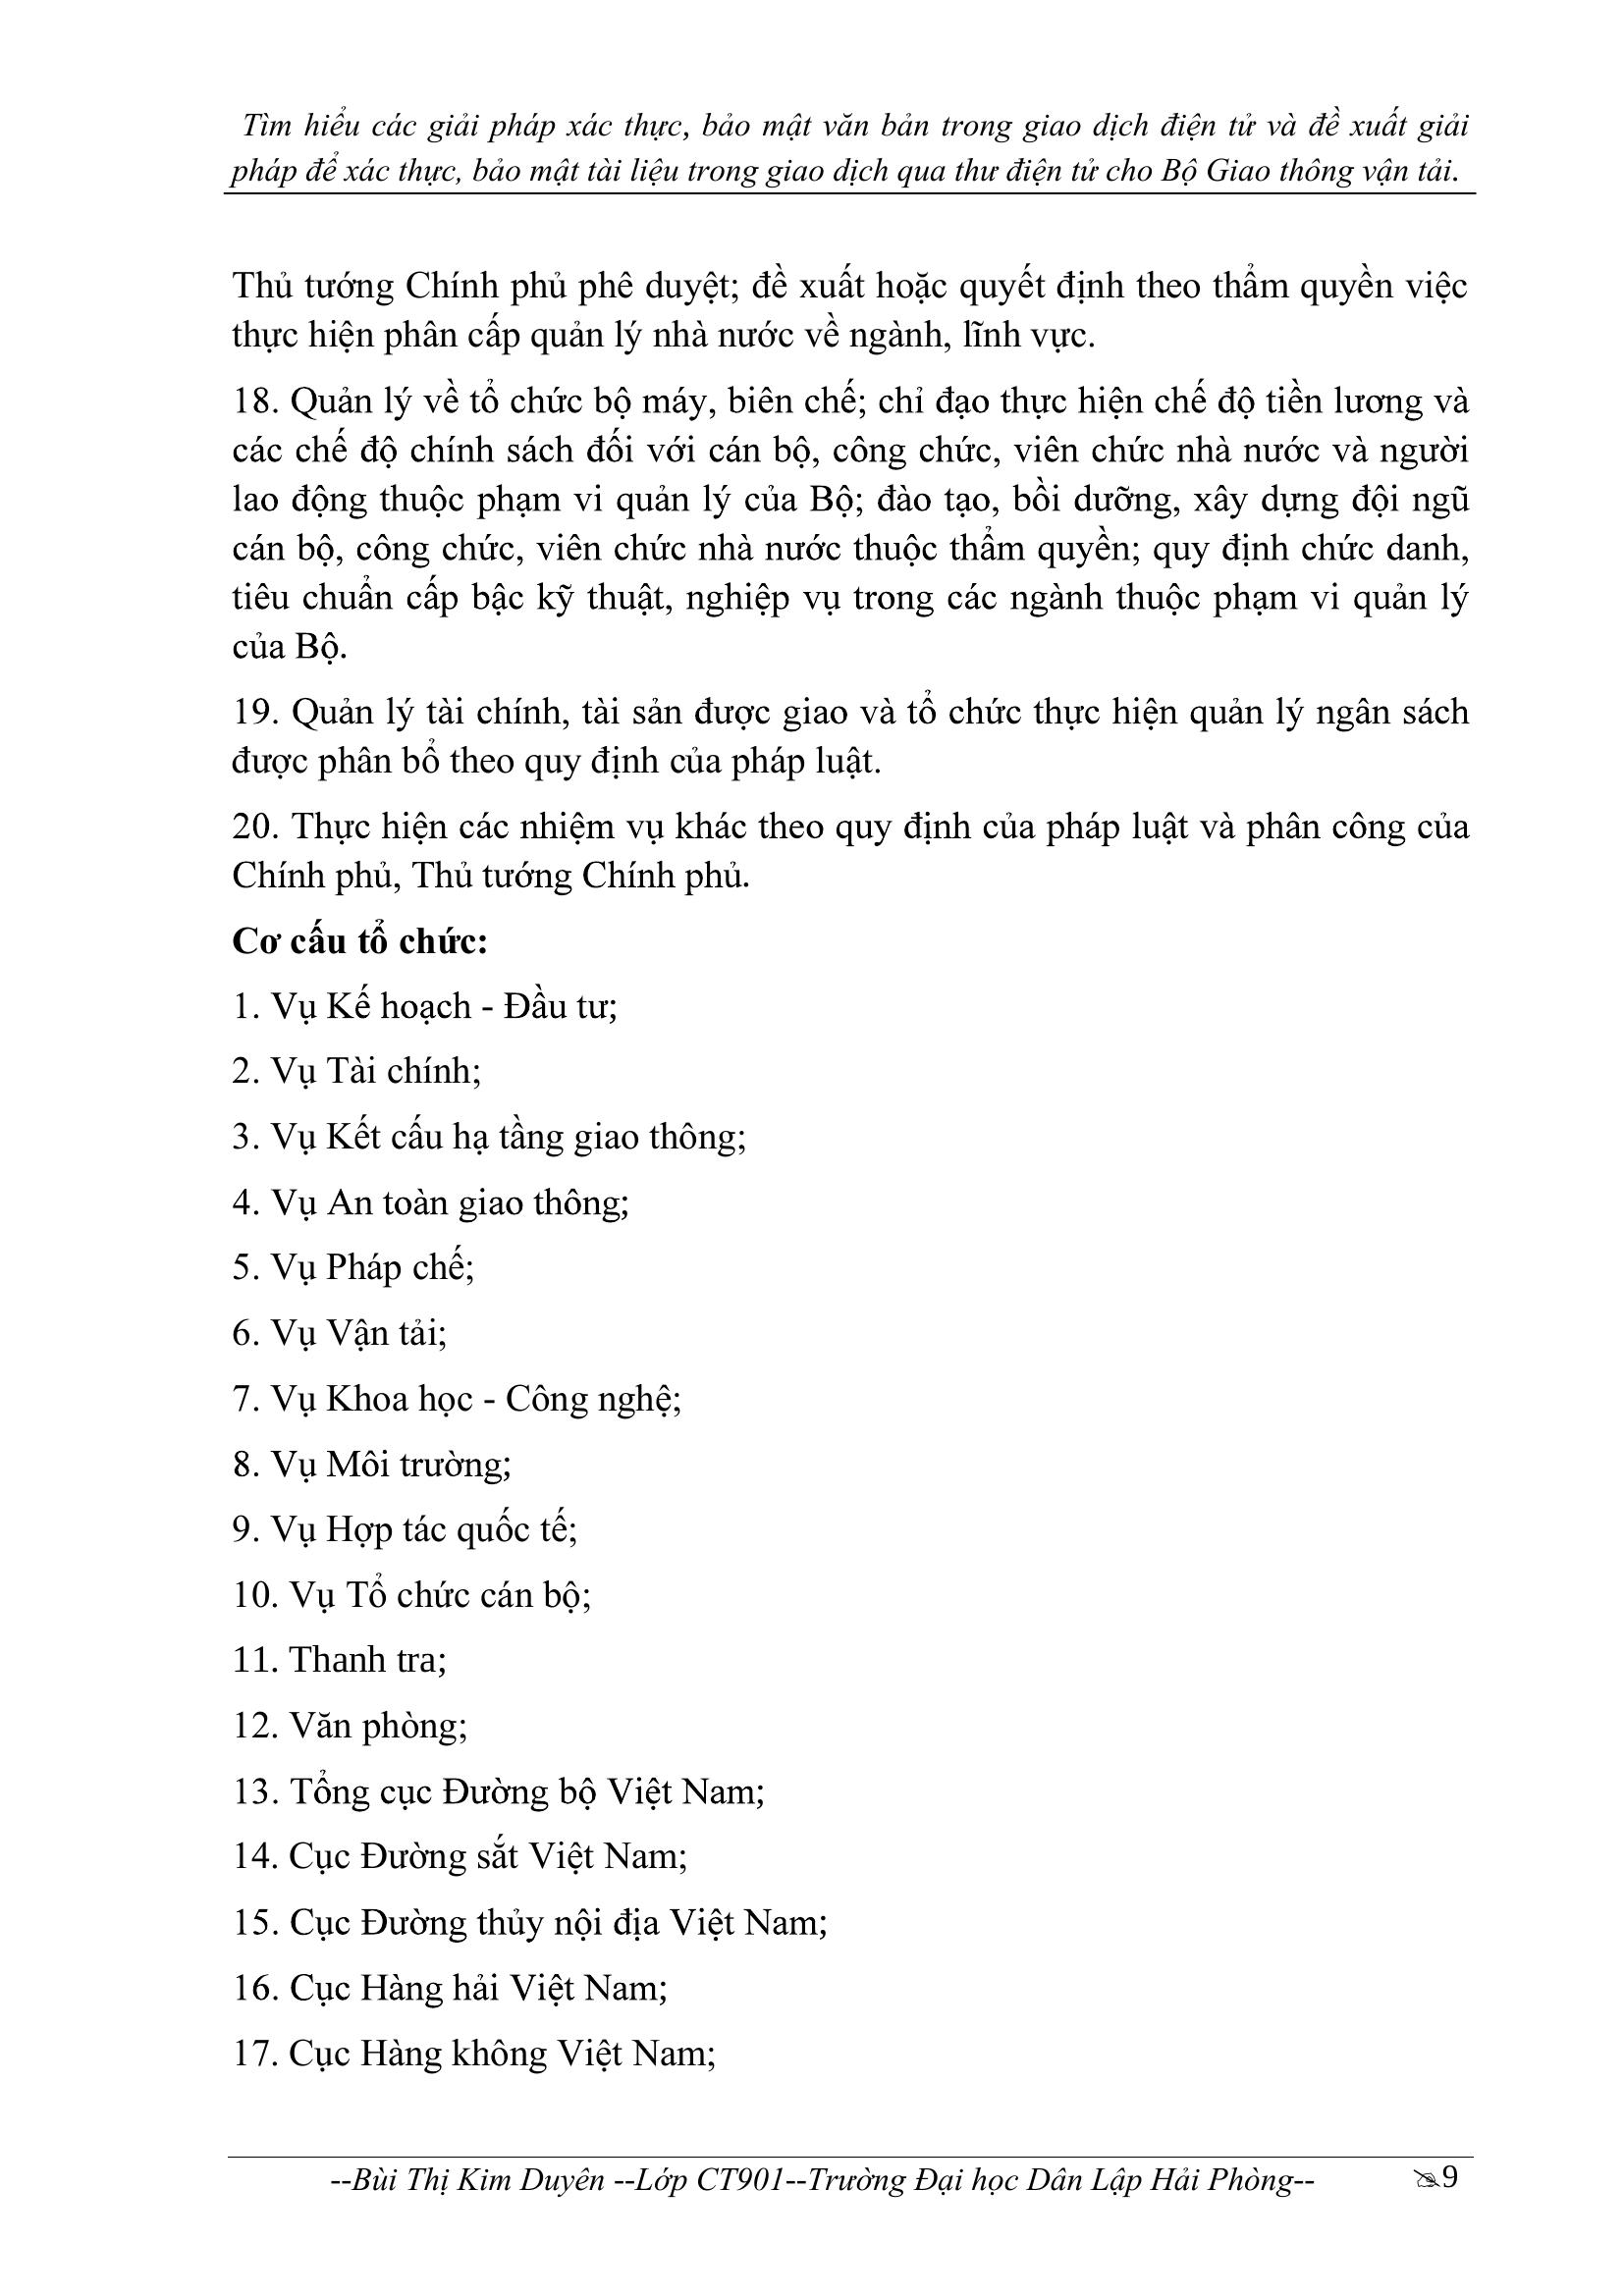 Tìm hiểu các giải pháp xác thực, bảo mật văn bản trong giao dịch điện tử và đề xuất giải
pháp để xác thực, bảo mật tài liệu trong giao dịch qua thư điện tử cho Bộ Giao thông vận tải.
Thủ tướng Chính phủ phê duyệt; đề xuất hoặc quyết định theo thẩm quyền việc
thực hiện phân cấp quản lý nhà nước về ngành, lĩnh vực.
18. Quản lý về tổ chức bộ máy, biên chế; chỉ đạo thực hiện chế độ tiền lương và
các chế độ chính sách đối với cán bộ, công chức, viên chức nhà nước và người
lao động thuộc phạm vi quản lý của Bộ; đào tạo, bồi dưỡng, xây dựng đội ngũ
cán bộ, công chức, viên chức nhà nước thuộc thẩm quyền; quy định chức danh,
tiêu chuẩn cấp bậc kỹ thuật, nghiệp vụ trong các ngành thuộc phạm vi quản lý
của Bộ.
19. Quản lý tài chính, tài sản được giao và tổ chức thực hiện quản lý ngân sách
được phân bổ theo quy định của pháp luật.
20. Thực hiện các nhiệm vụ khác theo quy định của pháp luật và phân công của
Chính phủ, Thủ tướng Chính phủ.
Cơ cấu tổ chức:
1. Vụ Kế hoạch - Đầu tư;
2. Vụ Tài chính;
3. Vụ Kết cấu hạ tầng giao thông;
4. Vụ An toàn giao thông;
5. Vụ Pháp chế;
6. Vụ Vận tải;
7. Vụ Khoa học - Công nghệ;
8. Vụ Môi trường;
9. Vụ Hợp tác quốc tế;
10. Vụ Tổ chức cán bộ;
11. Thanh tra;
12. Văn phòng;
13. Tổng cục Đường bộ Việt Nam;
14. Cục Đường sắt Việt Nam;
15. Cục Đường thủy nội địa Việt Nam;
16. Cục Hàng hải Việt Nam;
17. Cục Hàng không Việt Nam;
--Bùi Thị Kim Duyên --Lớp CT901--Trường Đại học Dân Lập Hải Phòng-- 9